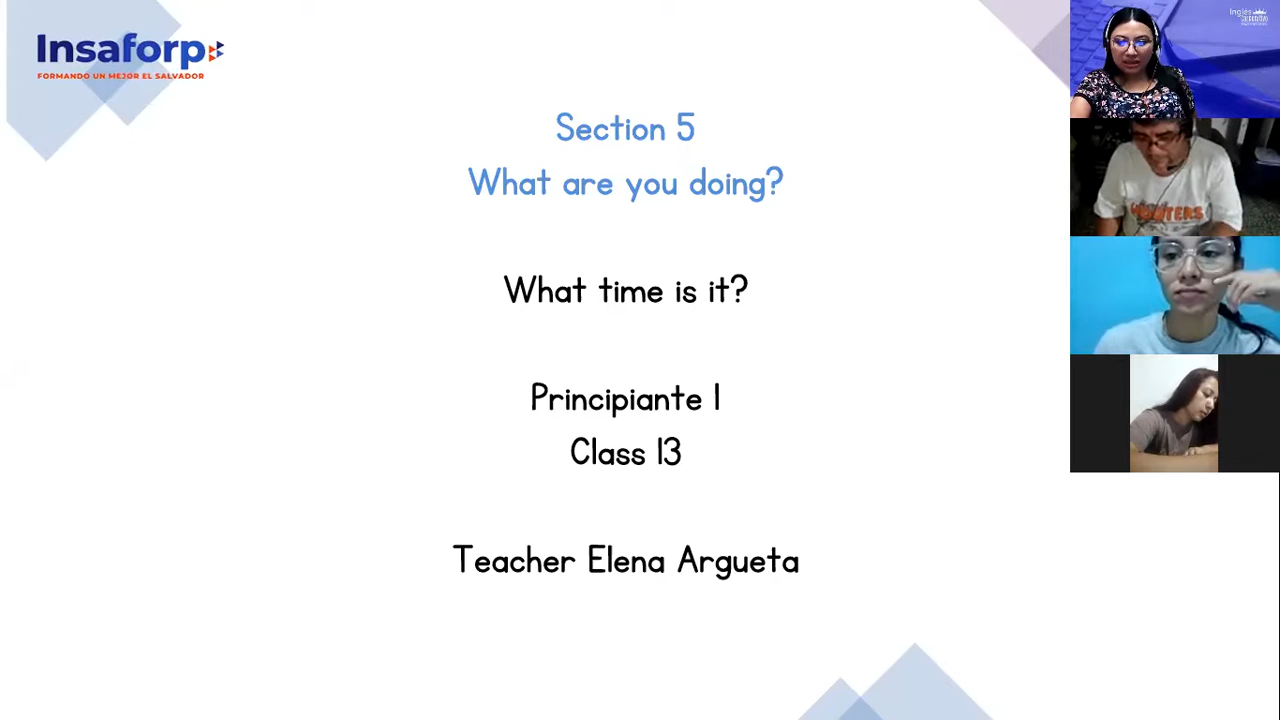 Insaforp
FORMANDO UN MEJOR EL SALVADOR
Section 5
What are you doing?
What time is it?
Principiante 1
Class 13
Teacher Elena Argueta
Inglés